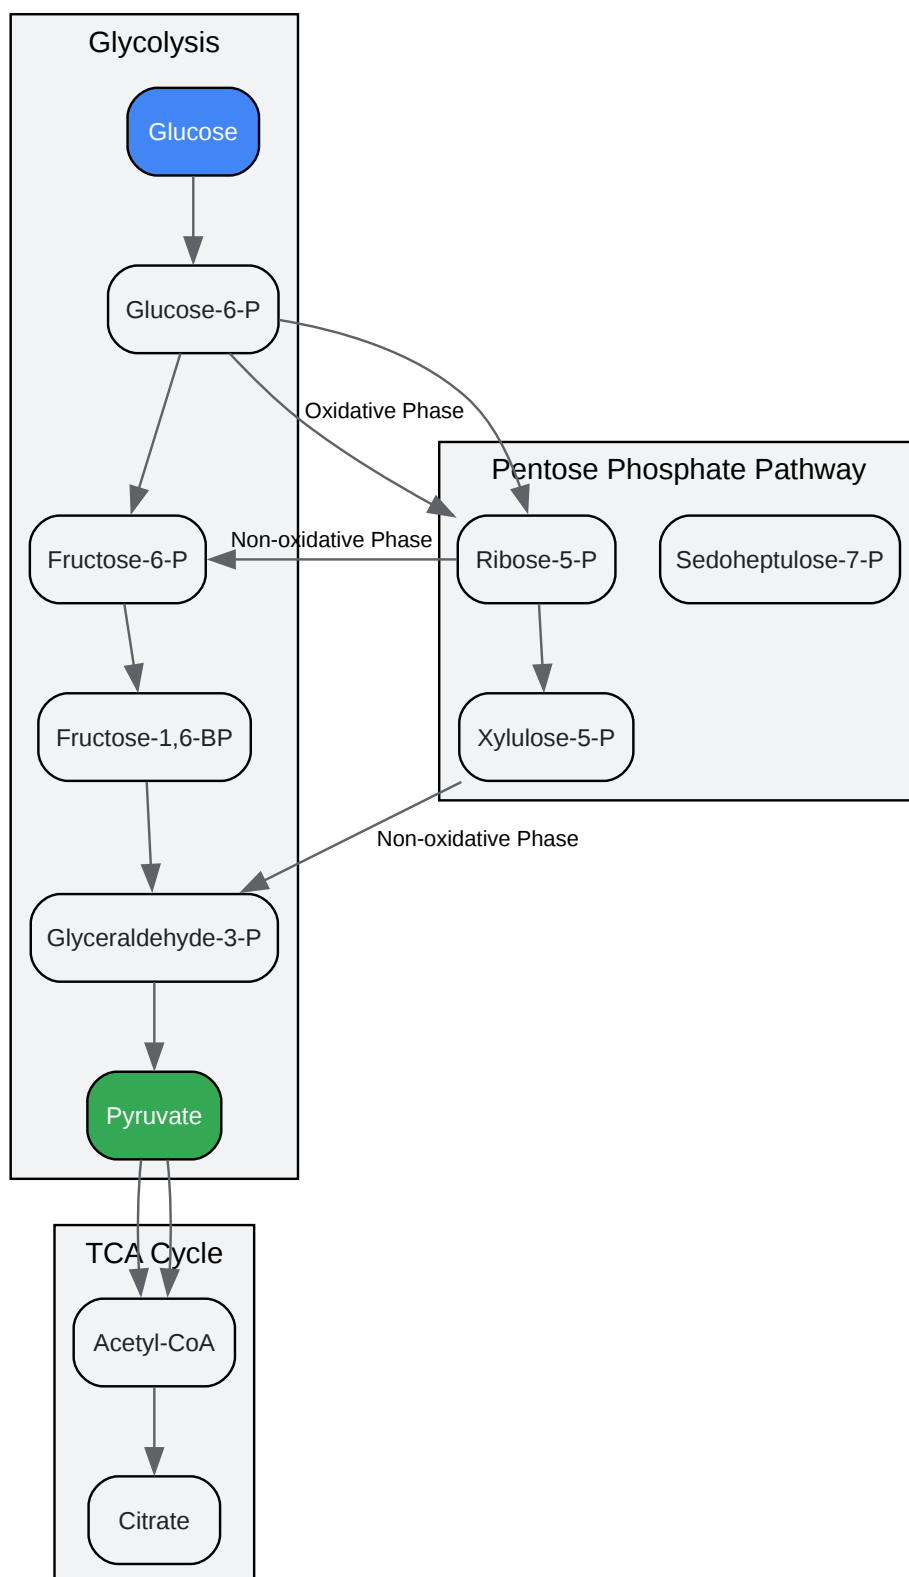 Glycolysis
Glucose
Glucose-6-P
Oxidative Phase
Pentose Phosphate Pathway
Fructose-6-P
Non-oxidative Phase
Ribose-5-P
Sedoheptulose-7-P
Fructose-1,6-BP
Xylulose-5-P
Non-oxidative Phase
Glyceraldehyde-3-P
Pyruvate
TCA Cycle
Acetyl-CoA
Citrate